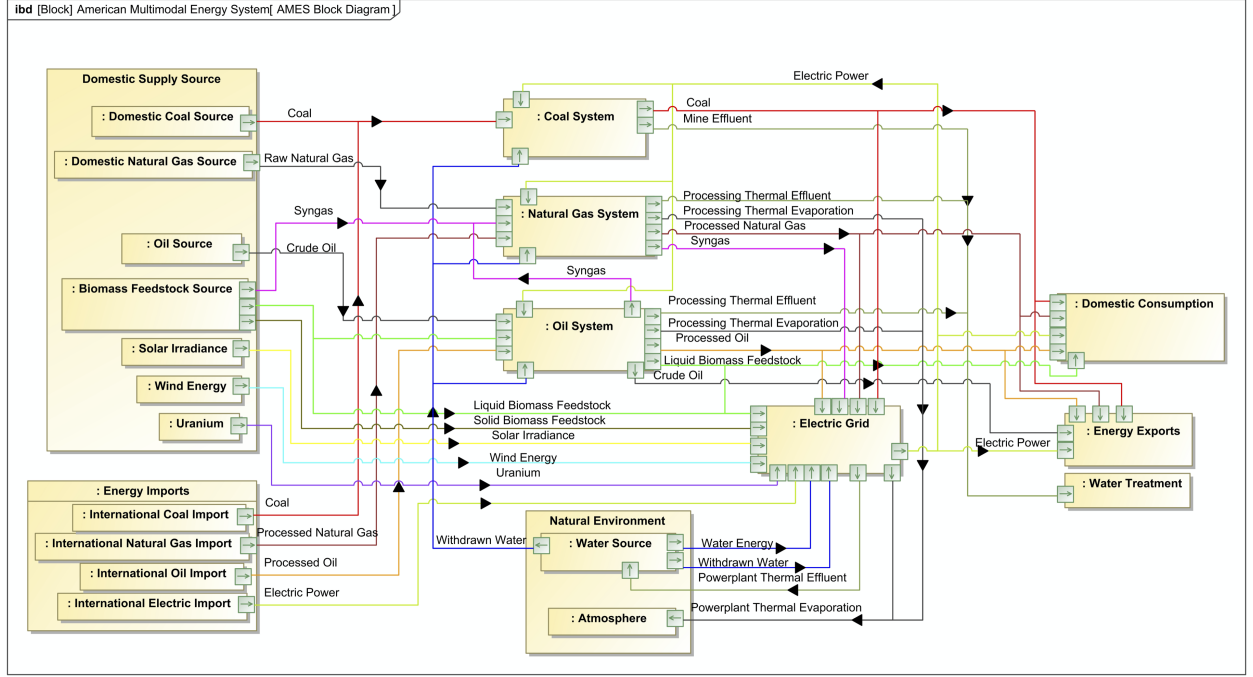 ibd [Block] American Multimodal Energy System[ AMES Block Diagram ]
Domestic Supply Source
: Domestic Coal Source
: Domestic Natural Gas Source
: Oil Source
: Biomass Feedstock Source
: Solar Irradiance
: Wind Energy
: Uranium
: Energy Imports
: International Coal Import
: International Natural Gas Import
: International Oil Import
: International Electric Import
Coal
Raw Natural Gas
Syngas
Crude Oil
Coal
Processed Natural Gas
Processed Oil
Electric Power
: Coal System
: Natural Gas System
Syngas
: Oil System
Liquid Biomass Feedstock
Solid Biomass Feedstock
Solar Irradiance
Wind Energy
Uranium
Withdrawn Water
Natural Environment
: Water Source
: Atmosphere
Electric Power
Coal
Mine Effluent
Processing Thermal Effluent
Processing Thermal Evaporation
Processed Natural Gas
Syngas
Processing Thermal Effluent
Processing Thermal Evaporation
Processed Oil
Liquid Biomass Feedstock
Crude Oil
: Electric Grid
Water Energy
Withdrawn Water
Powerplant Thermal Effluent
Powerplant Thermal Evaporation
Electric Power
: Domestic Consumption
: Energy Exports
: Water Treatment